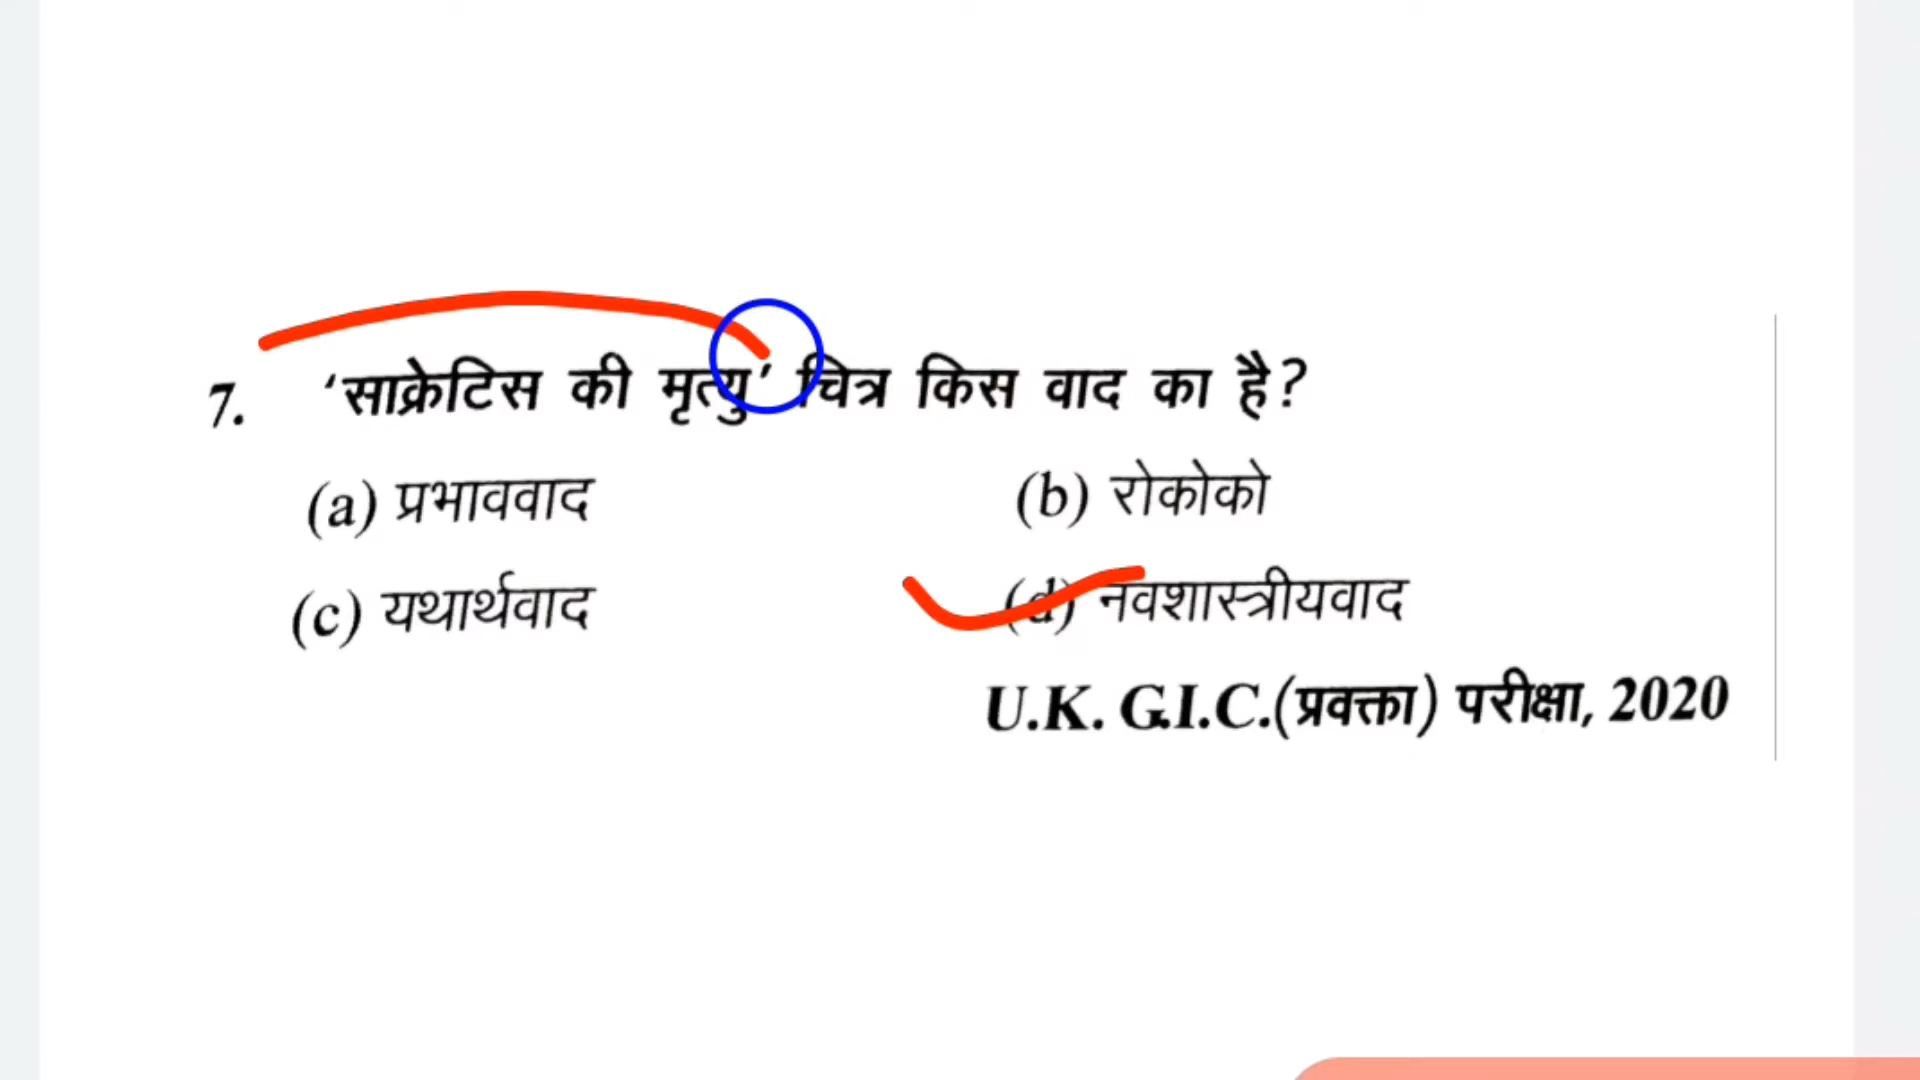 7. ‘साक्रेटिस की मृत्यु’ चित्र किस वाद का है?
(a) प्रभाववाद (b) रोकोको
(c) यथार्थवाद (d) नवशास्त्रीयवाद
U.K. G.I.C.(प्रवक्ता) परीक्षा, 2020